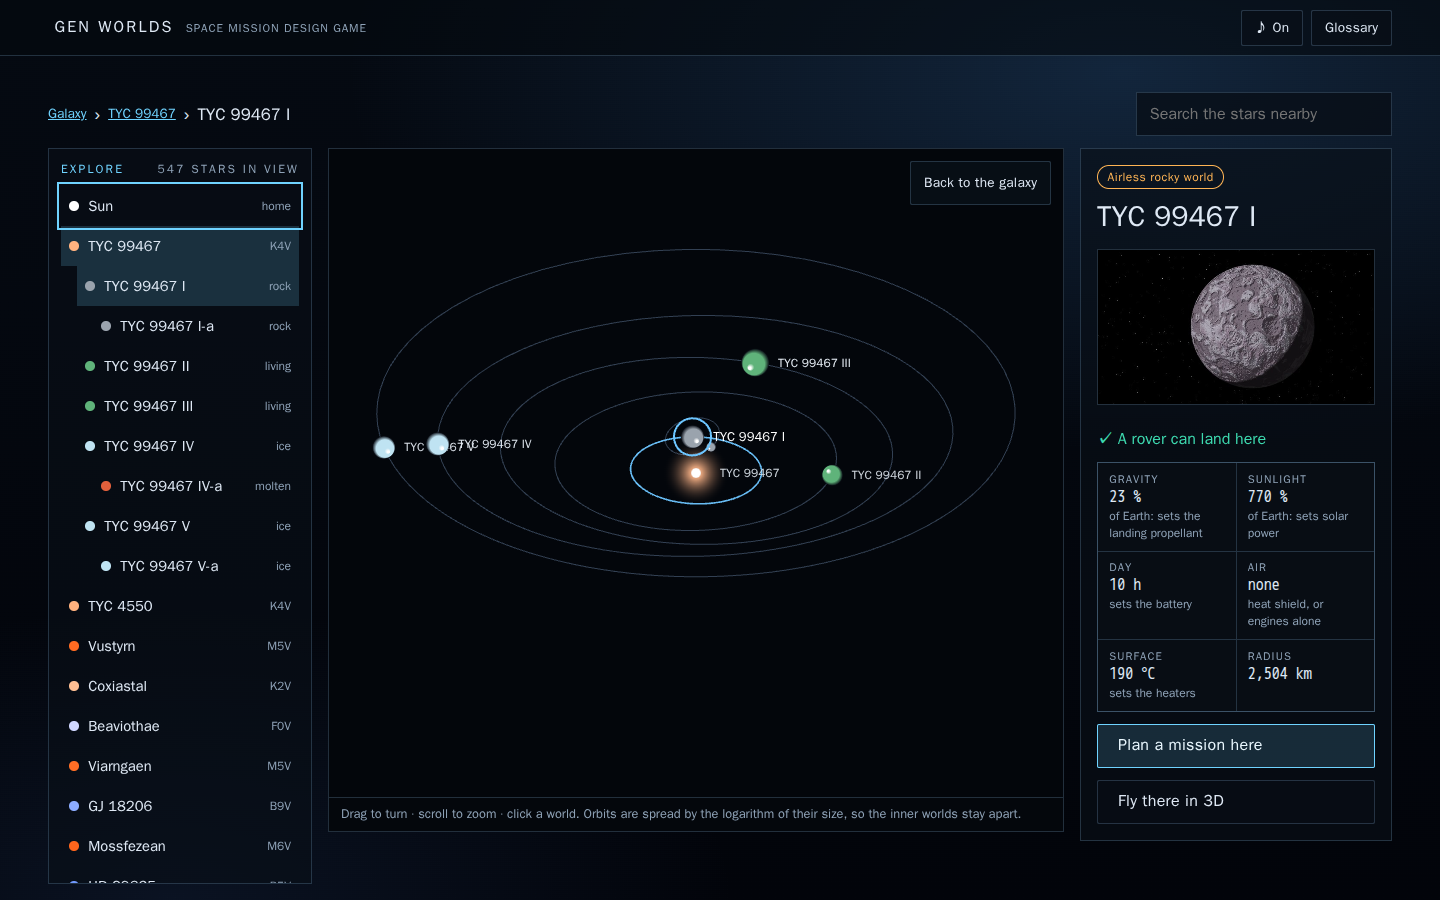 GEN WORLDS SPACE MISSION DESIGN GAME
♪ On
Glossary
Galaxy › TYC 99467 › TYC 99467 I
Search the stars nearby
EXPLORE 547 STARS IN VIEW
Sun home
TYC 99467 K4V
TYC 99467 I rock
TYC 99467 I-a rock
TYC 99467 II living
TYC 99467 III living
TYC 99467 IV ice
TYC 99467 IV-a molten
TYC 99467 V ice
TYC 99467 V-a ice
TYC 4550 K4V
Vustyrn M5V
Coxiastal K2V
Beaviothae F0V
Viarngaen M5V
GJ 18206 B9V
Mossfezean M6V
Back to the galaxy
TYC 99467 III
TYC 99467 I
TYC 99467 V
TYC 99467 IV
TYC 99467
TYC 99467 II
Drag to turn · scroll to zoom · click a world. Orbits are spread by the logarithm of their size, so the inner worlds stay apart.
Airless rocky world
TYC 99467 I
✓ A rover can land here
GRAVITY
23 %
of Earth: sets the
landing propellant
SUNLIGHT
770 %
of Earth: sets solar
power
DAY
10 h
sets the battery
AIR
none
heat shield, or
engines alone
SURFACE
190 °C
sets the heaters
RADIUS
2,504 km
Plan a mission here
Fly there in 3D